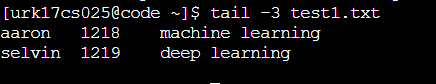 [urk17cs025@code ~]$ tail -3 test1.txt
aaron   1218    machine learning
selvin  1219    deep learning